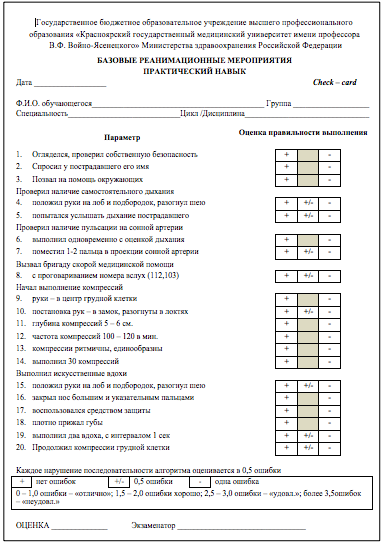 Государственное бюджетное образовательное учреждение высшего профессионального
образования «Красноярский государственный медицинский университет имени профессора
В.Ф. Войно-Ясенецкого» Министерства здравоохранения Российской Федерации
БАЗОВЫЕ РЕАНИМАЦИОННЫЕ МЕРОПРИЯТИЯ
ПРАКТИЧЕСКИЙ НАВЫК
Дата ________________ Check – card
Ф.И.О. обучающегося________________________________ Группа ________________
Специальность________________________Цикл /Дисциплина________________________
Параметр Оценка правильности выполнения
1. Огляделся, проверил собственную безопасность + -
2. Спросил у пострадавшего его имя + -
3. Позвал на помощь окружающих + -
Проверил наличие самостоятельного дыхания
4. положил руки на лоб и подбородок, разогнул шею + +/- -
5. попытался услышать дыхание пострадавшего + +/- -
Проверил наличие пульсации на сонной артерии
6. выполнил одновременно с оценкой дыхания + -
7. поместил 1-2 пальца в проекции сонной артерии + +/- -
Вызвал бригаду скорой медицинской помощи
8. с проговариванием номера вслух (112,103) + +/- -
Начал выполнение компрессий
9. руки – в центр грудной клетки + -
10. постановка рук – в замок, разогнуты в локтях + +/- -
11. глубина компрессий 5 – 6 см. + -
12. частота компрессий 100 – 120 в мин. + -
13. компрессии ритмичны, единообразны + -
14. выполнил 30 компрессий + -
Выполнил искусственные вдохи
15. положил руки на лоб и подбородок, разогнул шею + +/- -
16. закрыл нос большим и указательным пальцами + -
17. воспользовался средством защиты + -
18. плотно прижал губы + -
19. выполнил два вдоха, с интервалом 1 сек + +/- -
20. Продолжил компрессии грудной клетки + -
Каждое нарушение последовательности алгоритма оценивается в 0,5 ошибки
+ нет ошибок +/- 0,5 ошибки - одна ошибка
0 – 1,0 ошибки – «отлично»; 1,5 – 2,0 ошибки хорошо; 2,5 – 3,0 ошибки – «удовл.»; более 3,5ошибок
– «неудовл.»
ОЦЕНКА ________________ Экзаменатор ________________________